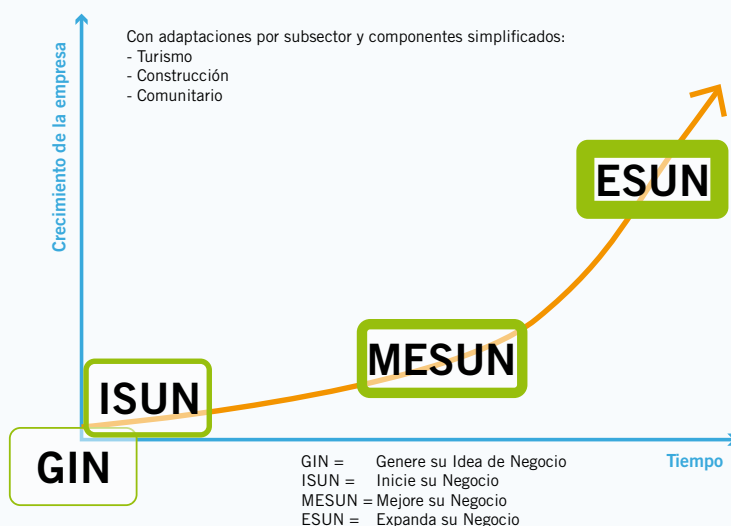 Con adaptaciones por subsector y componentes simplificados:
- Turismo
- Construcción
- Comunitario
Crecimiento de la empresa
ESUN
MESUN
ISUN
GIN
Tiempo
GIN = Genere su Idea de Negocio
ISUN = Inicie su Negocio
MESUN = Mejore su Negocio
ESUN = Expanda su Negocio